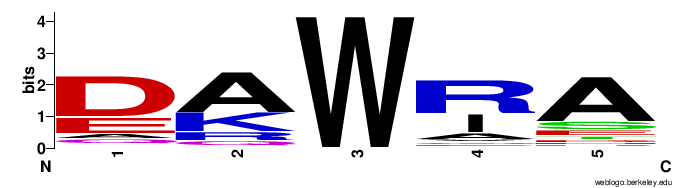 bits
4
3
2
1
0
D A W R A
E K I
N 1 2 3 4 5 C
weblogo.berkeley.edu